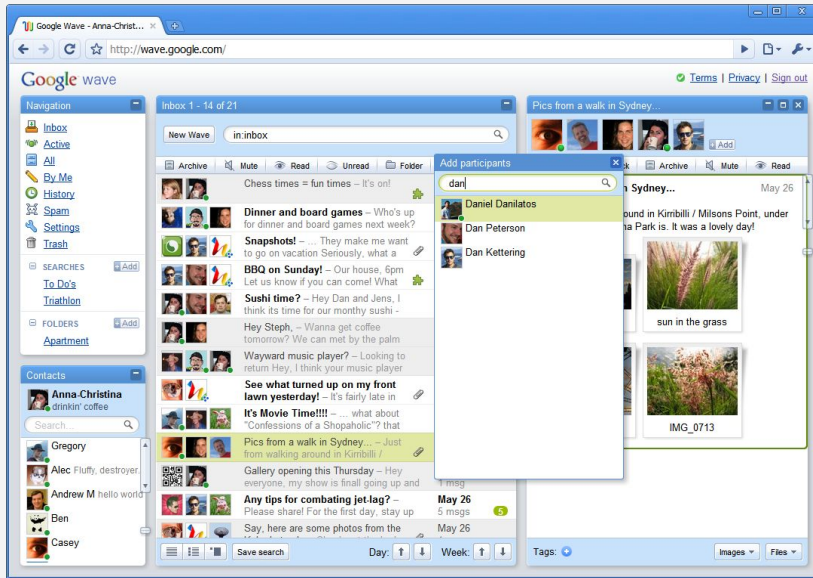 Google Wave - Anna-Christ...
http://wave.google.com/
Google wave
Terms | Privacy | Sign out
Navigation
Inbox
Active
All
By Me
History
Spam
Settings
Trash
SEARCHES
Add
To Do's
Triathlon
FOLDERS
Add
Apartment
Contacts
Anna-Christina
drinkin' coffee
Search...
Gregory
Alec Fluffy, destroyer.
Andrew M hello world
Ben
Casey
Inbox 1 - 14 of 21
New Wave
in:inbox
Archive Mute Read Unread Folder
Chess times = fun times – It's on!
Dinner and board games – Who's up
for dinner and board games next week?
Snapshots! – ... They make me want
to go on vacation Seriously, what a
BBQ on Sunday! – Our house, 6pm
Let us know if you can come! What
Sushi time? – Hey Dan and Jens, I
think its time for our monthy sushi -
Hey Steph, – Wanna get coffee
tomorrow? We can met by the palm
Wayward music player? – Looking to
return Hey, I think your music player
See what turned up on my front
lawn yesterday! – It's fairly late in
It's Movie Time!!!! – ... what about
"Confessions of a Shopaholic"? that
Pics from a walk in Sydney... – Just
from walking around in Kirribilli /
Gallery opening this Thursday – Hey
everyone, my show is finall going up and
1 msg
Any tips for combating jet-lag? –
May 26
Please share! For the first day, stay up
5 msgs
5
Say, here are some photos from the
May 26
Save search
Day:
Week:
Add participants
dan
Daniel Danilatos
Dan Peterson
Dan Kettering
Pics from a walk in Sydney...
Add
Archive Mute Read
Sydney...
May 26
ound in Kirribilli / Milsons Point, under
na Park is. It was a lovely day!
sun in the grass
IMG_0713
Tags:
Images
Files